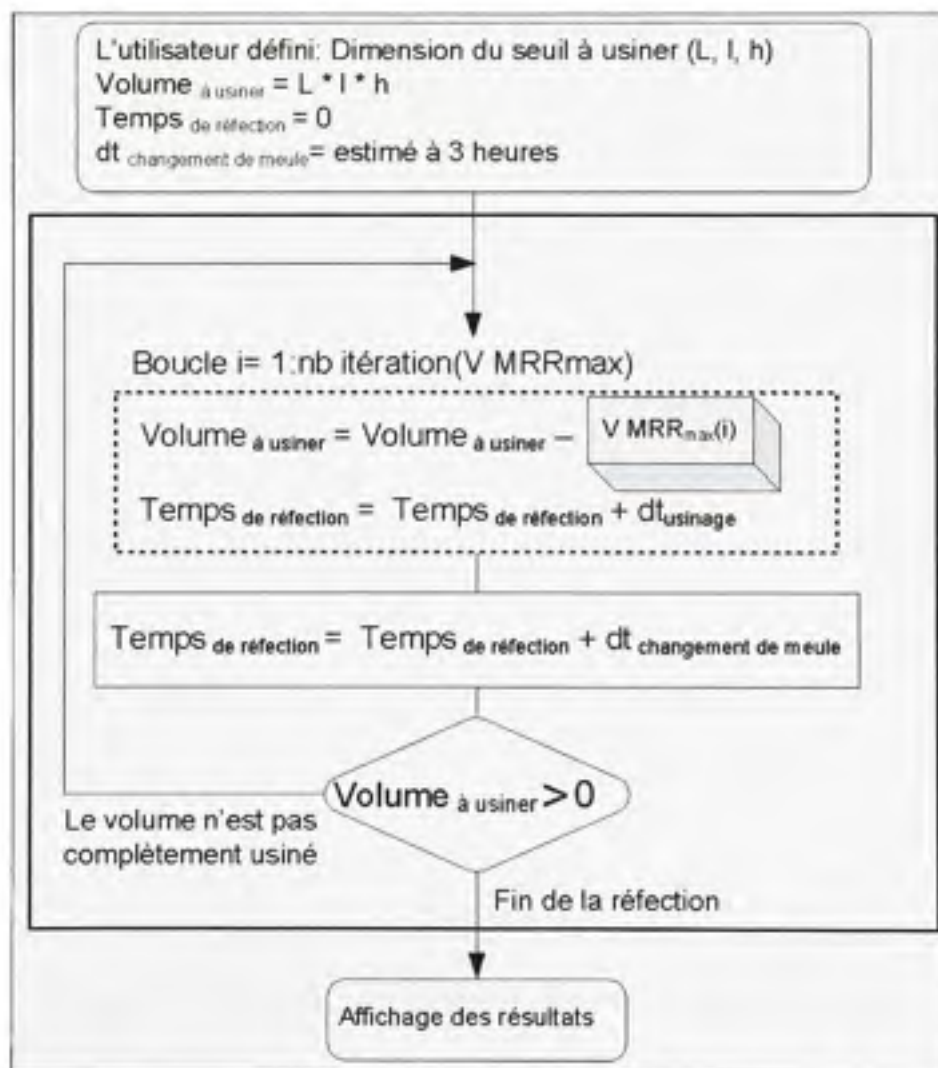 L'utilisateur défini: Dimension du seuil à usiner (L, l, h)
Volume à usiner = L * l * h
Temps de réfection = 0
dt changement de meule= estimé à 3 heures
Boucle i= 1:nb itération(V MRRmax)
Volume à usiner = Volume à usiner – V MRRmax(i)
Temps de réfection = Temps de réfection + dtusinage
Temps de réfection = Temps de réfection + dt changement de meule
Volume à usiner > 0
Le volume n'est pas
complètement usiné
Fin de la réfection
Affichage des résultats